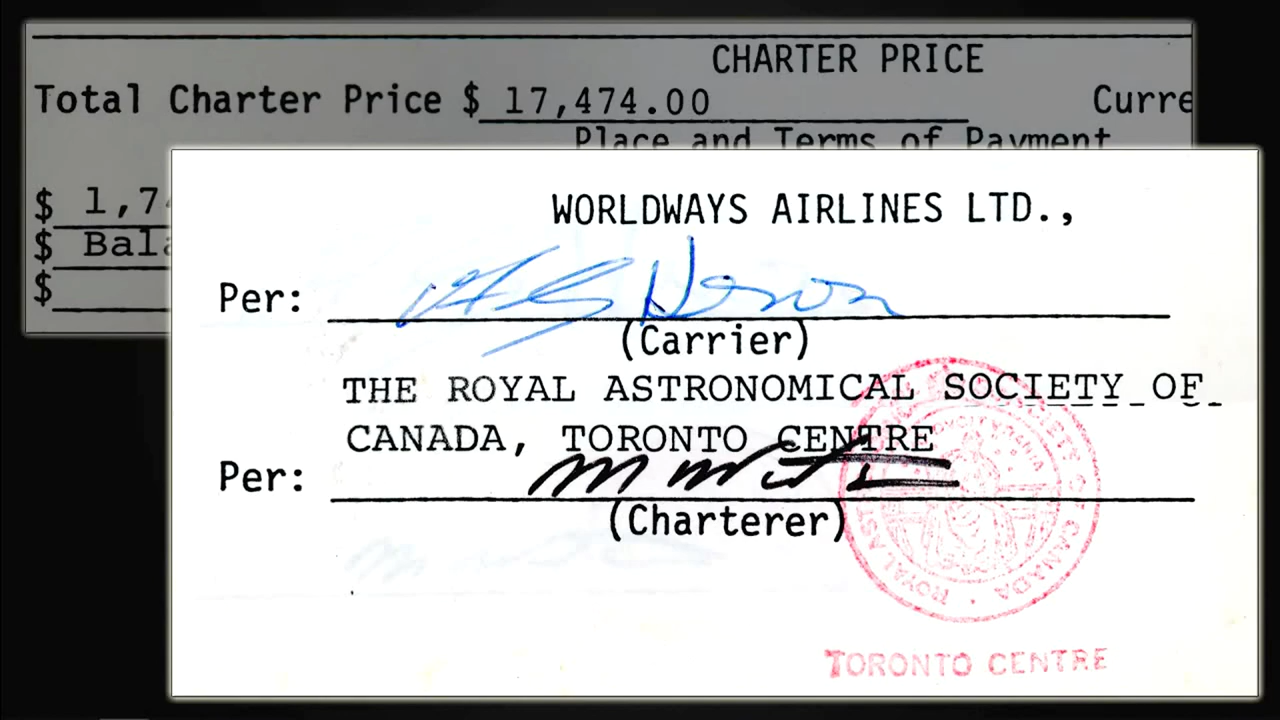 CHARTER PRICE
Total Charter Price $ 17,474.00 Curre
Place and Terms of Payment
$ 1,7
$ Bala
$
WORLDWAYS AIRLINES LTD.,
Per:
(Carrier)
THE ROYAL ASTRONOMICAL SOCIETY OF
CANADA, TORONTO CENTRE
Per:
(Charterer)
TORONTO CENTRE